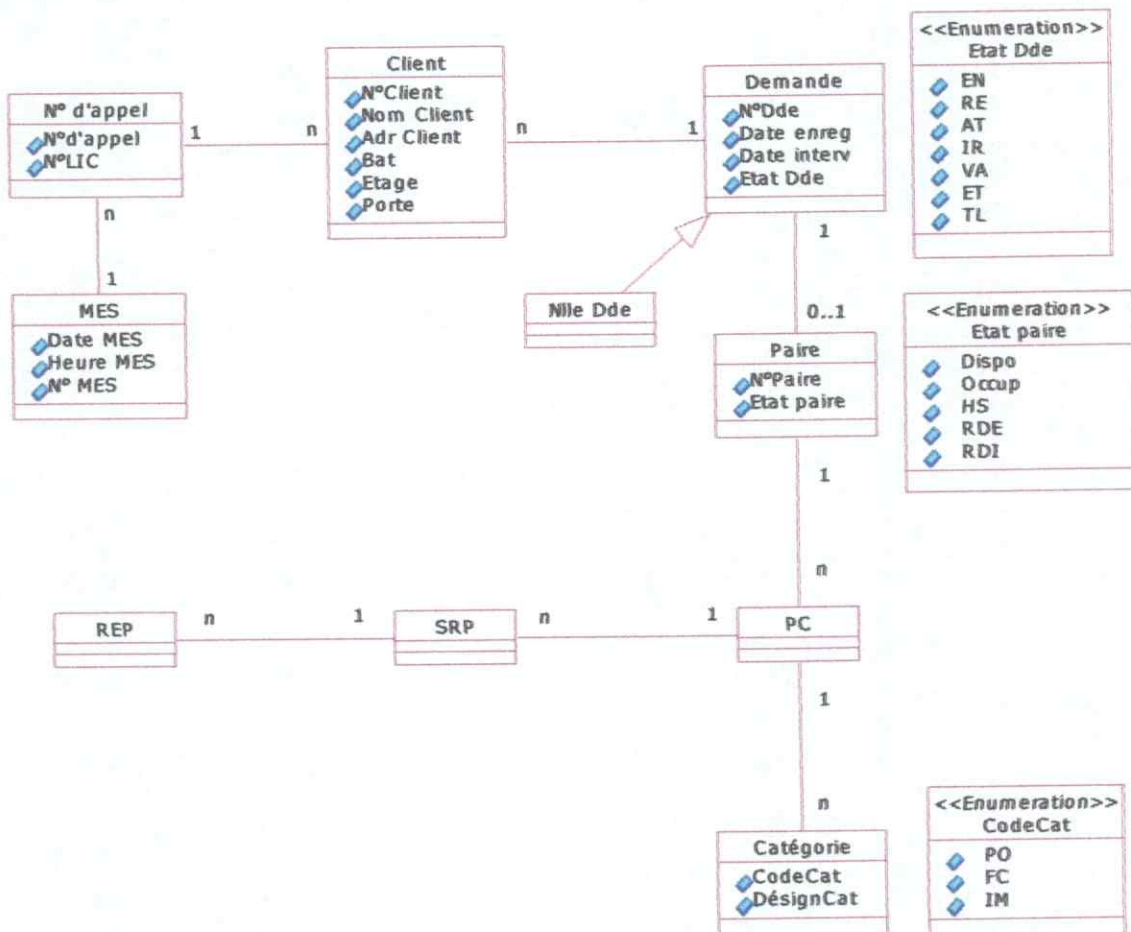 N° d'appel
N°d'appel
N°LIC
1
n
Client
N°Client
Nom Client
Adr Client
Bat
Etage
Porte
n
1
Demande
N°Dde
Date enreg
Date interv
Etat Dde
<<Enumeration>>
Etat Dde
EN
RE
AT
IR
VA
ET
TL
n
1
MES
Date MES
Heure MES
N° MES
Nlle Dde
1
0..1
Paire
N°Paire
Etat paire
<<Enumeration>>
Etat paire
Dispo
Occup
HS
RDE
RDI
1
n
REP
n
1
SRP
n
1
PC
1
n
Catégorie
CodeCat
DésignCat
<<Enumeration>>
CodeCat
PO
FC
IM